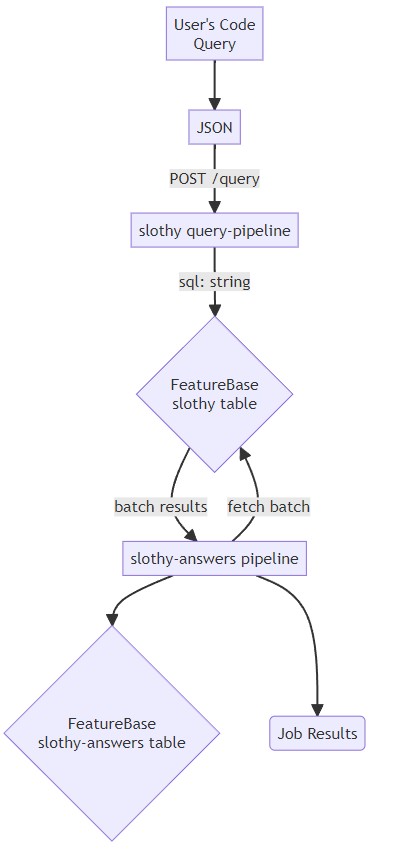 User's Code
Query
JSON
POST /query
slothy query-pipeline
sql: string
FeatureBase
slothy table
batch results
fetch batch
slothy-answers pipeline
FeatureBase
slothy-answers table
Job Results